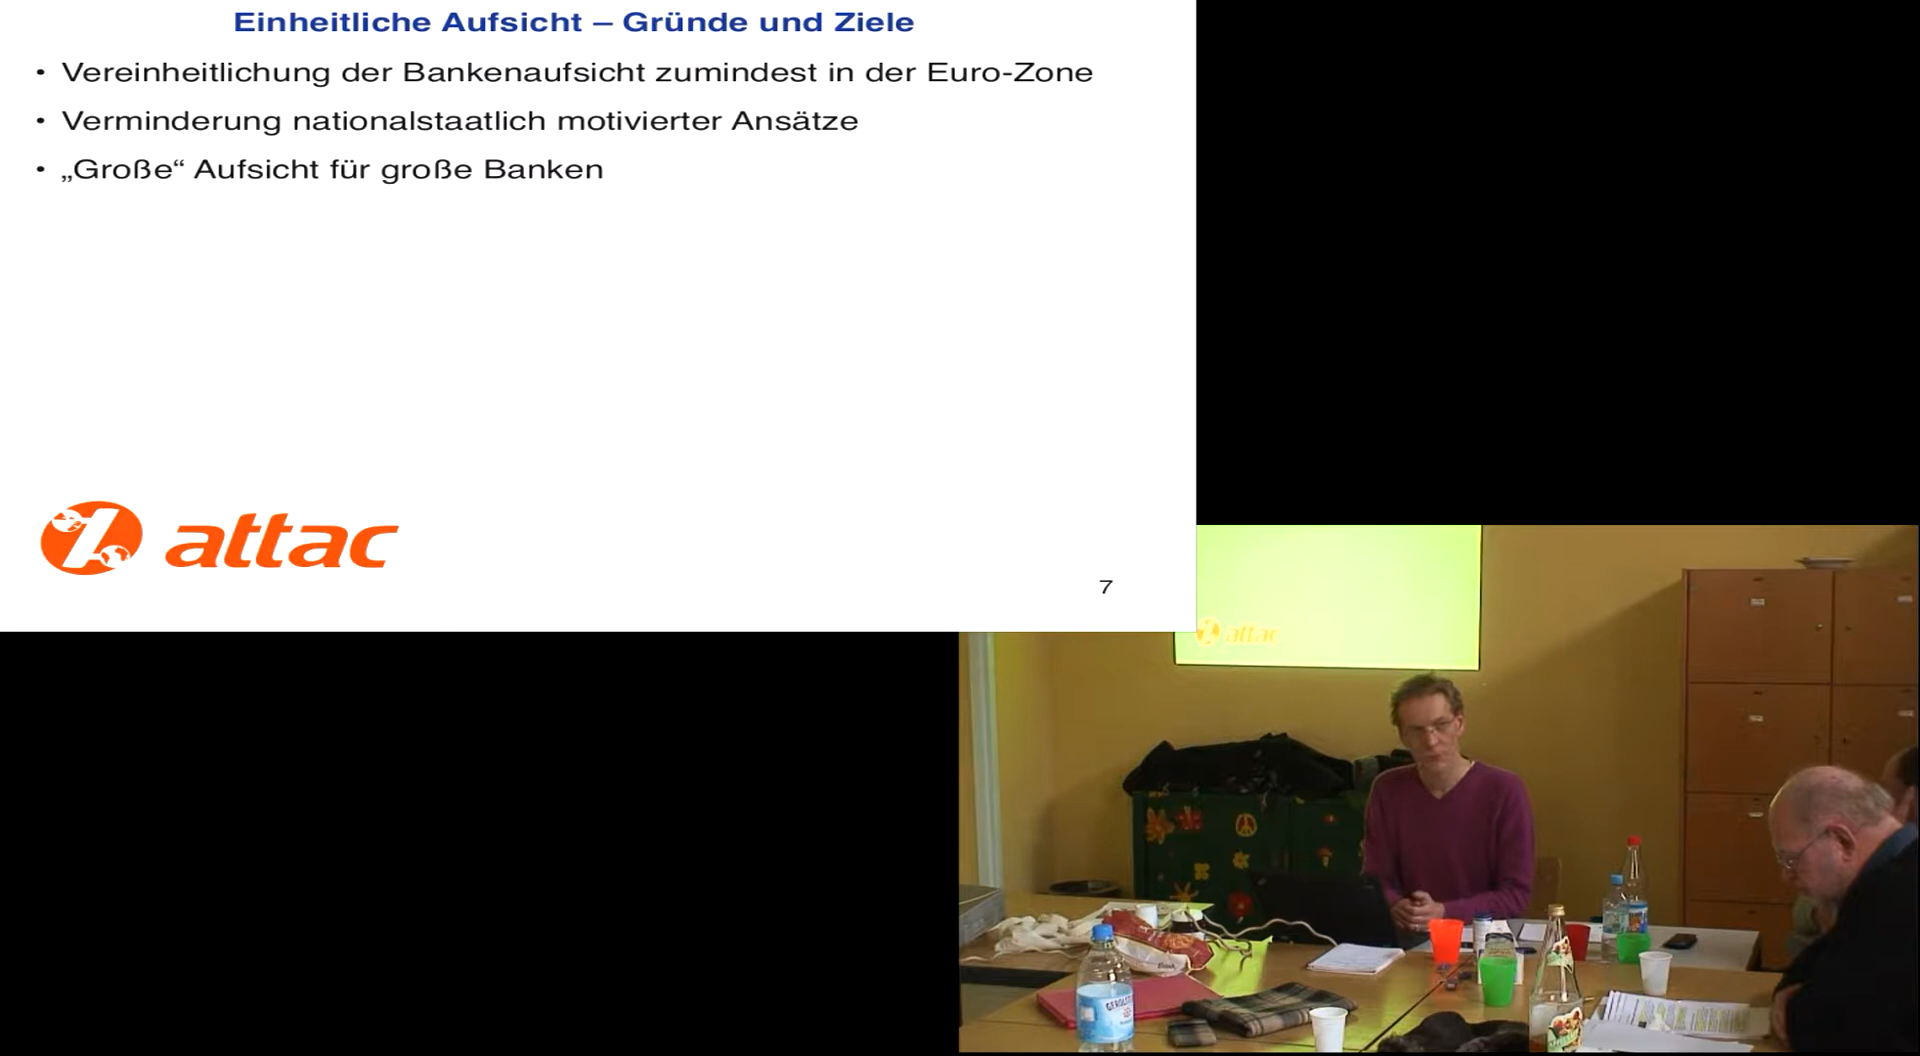 Einheitliche Aufsicht – Gründe und Ziele
• Vereinheitlichung der Bankenaufsicht zumindest in der Euro-Zone
• Verminderung nationalstaatlich motivierter Ansätze
• „Große“ Aufsicht für große Banken
attac
7
attac